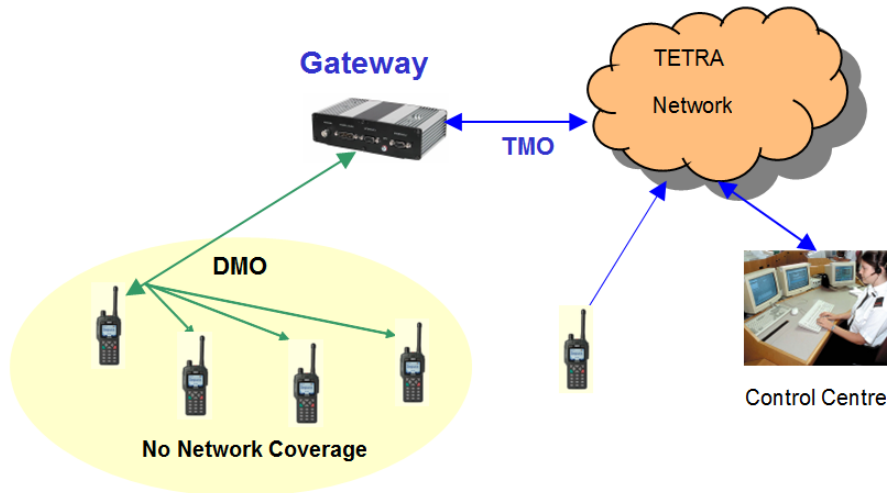 Gateway
TETRA
Network
TMO
DMO
No Network Coverage
Control Centre